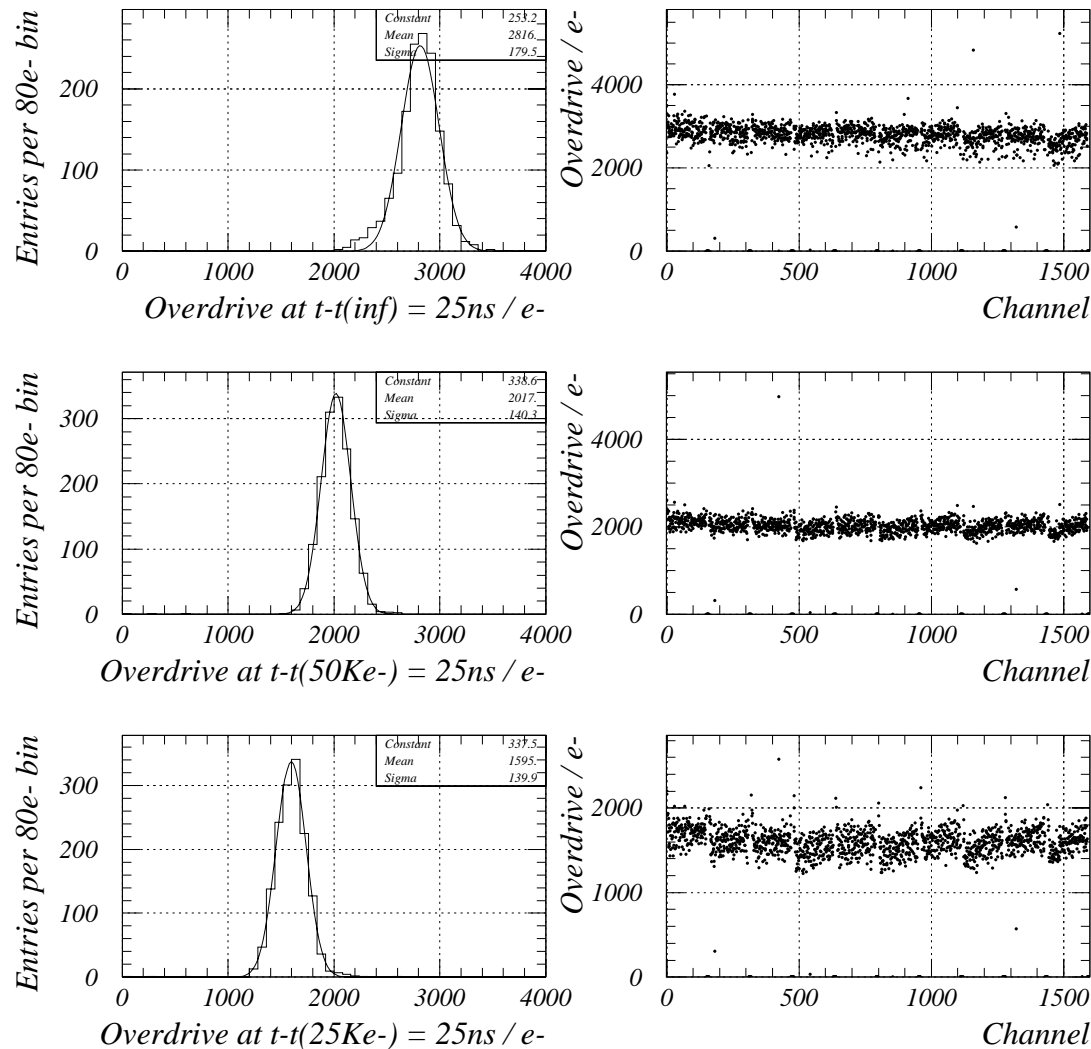 Entries per 80e- bin
Constant 253.2
Mean 2816.
Sigma 179.5
200
100
0
0 1000 2000 3000 4000
Overdrive at t-t(inf) = 25ns / e-
Overdrive / e-
4000
2000
0
0 500 1000 1500
Channel
Entries per 80e- bin
Constant 338.6
Mean 2017.
Sigma 140.3
300
200
100
0
0 1000 2000 3000 4000
Overdrive at t-t(50Ke-) = 25ns / e-
Overdrive / e-
4000
2000
0
0 500 1000 1500
Channel
Entries per 80e- bin
Constant 337.5
Mean 1595.
Sigma 139.9
300
200
100
0
0 1000 2000 3000 4000
Overdrive at t-t(25Ke-) = 25ns / e-
Overdrive / e-
2000
1000
0
0 500 1000 1500
Channel